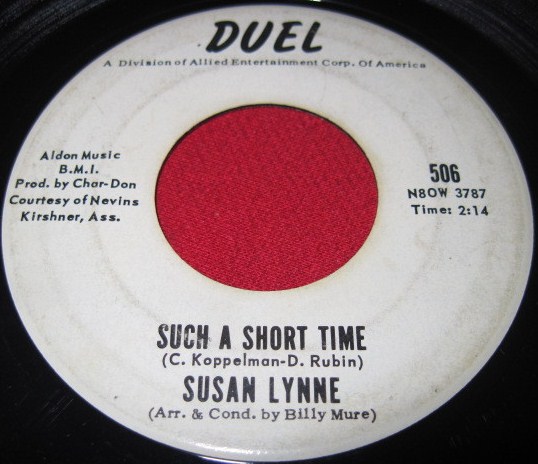 DUEL
A Division of Allied Entertainment Corp. Of America
Aldon Music
B.M.I.
Prod. by Char-Don
Courtesy of Nevins
Kirshner, Ass.
506
N8OW 3787
Time: 2:14
SUCH A SHORT TIME
(C. Koppelman-D. Rubin)
SUSAN LYNNE
(Arr. & Cond. by Billy Mure)